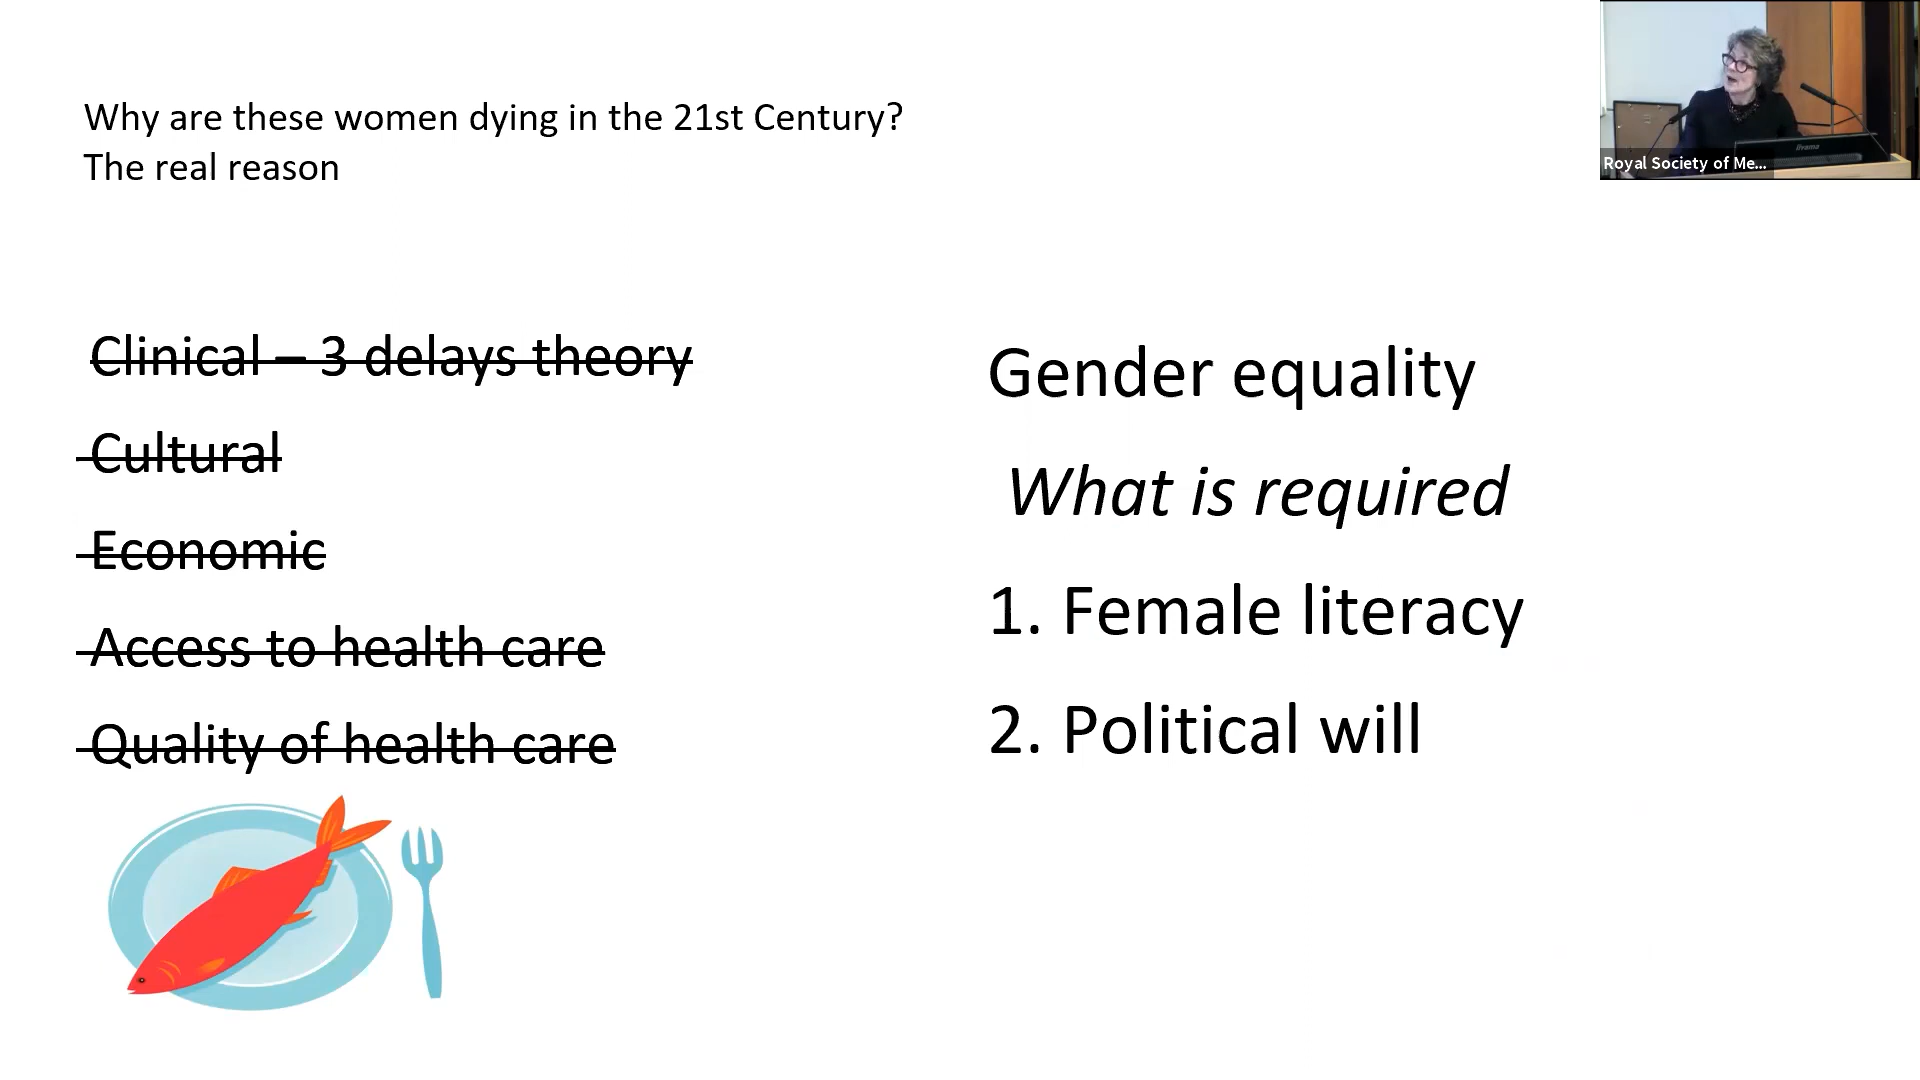 Why are these women dying in the 21st Century?
The real reason
Royal Society of Me...
Clinical – 3 delays theory
Cultural
Economic
Access to health care
Quality of health care
Gender equality
What is required
1. Female literacy
2. Political will
iiyama